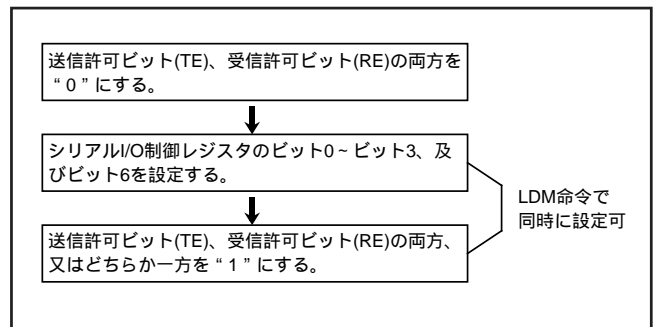 送信許可ビット(TE)、受信許可ビット(RE)の両方を
“０”にする。
シリアルI/O制御レジスタのビット0～ビット3、及
びビット6を設定する。
LDM命令で
同時に設定可
送信許可ビット(TE)、受信許可ビット(RE)の両方、
又はどちらか一方を“１”にする。